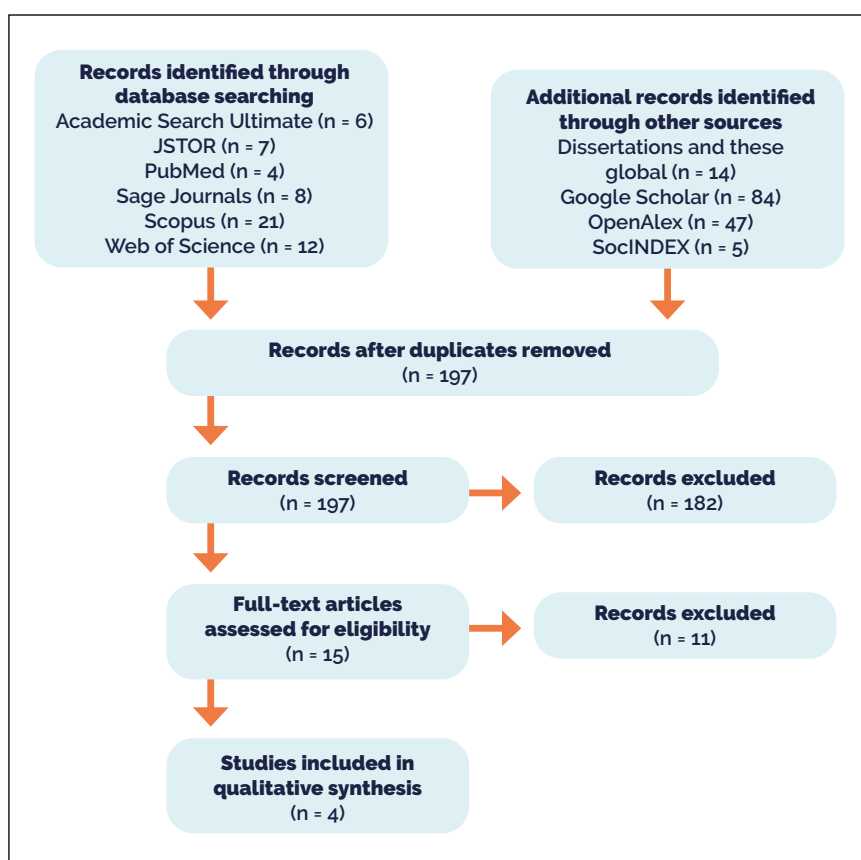 Records identified through
database searching
Academic Search Ultimate (n = 6)
JSTOR (n = 7)
PubMed (n = 4)
Sage Journals (n = 8)
Scopus (n = 21)
Web of Science (n = 12)
Additional records identified
through other sources
Dissertations and these
global (n = 14)
Google Scholar (n = 84)
OpenAlex (n = 47)
SocINDEX (n = 5)
Records after duplicates removed
(n = 197)
Records screened
(n = 197)
Records excluded
(n = 182)
Full-text articles
assessed for eligibility
(n = 15)
Records excluded
(n = 11)
Studies included in
qualitative synthesis
(n = 4)